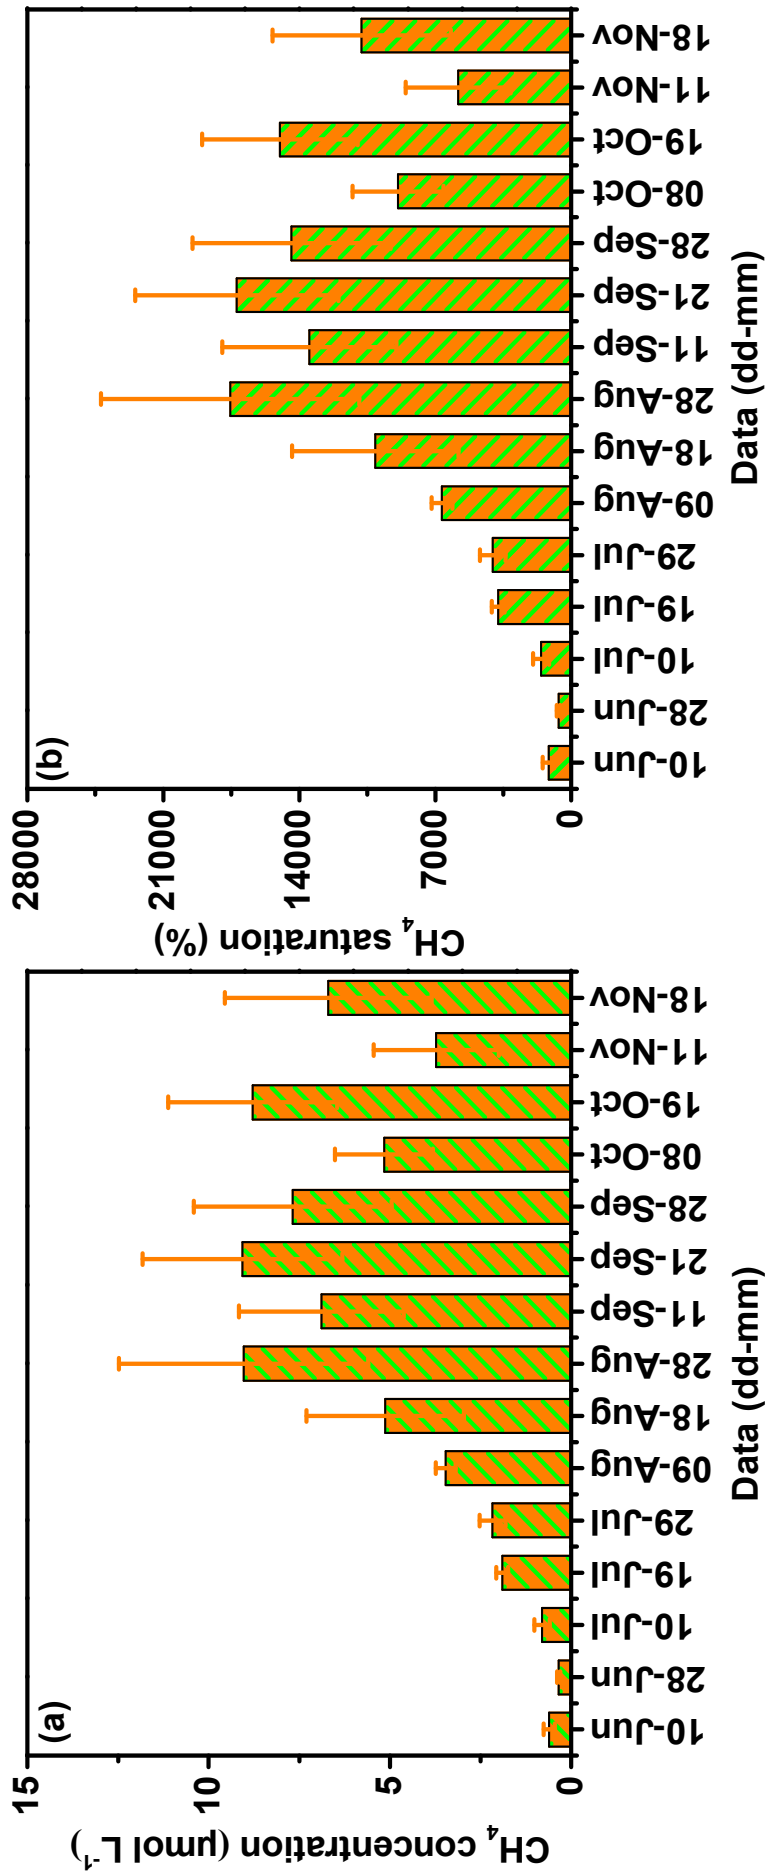 (a)
CH₄ concentration (μmol L⁻¹)
15
10
5
0
10-Jun
28-Jun
10-Jul
19-Jul
29-Jul
09-Aug
18-Aug
28-Aug
11-Sep
21-Sep
28-Sep
08-Oct
19-Oct
11-Nov
18-Nov
Data (dd-mm)
(b)
CH₄ saturation (%)
28000
21000
14000
7000
0
10-Jun
28-Jun
10-Jul
19-Jul
29-Jul
09-Aug
18-Aug
28-Aug
11-Sep
21-Sep
28-Sep
08-Oct
19-Oct
11-Nov
18-Nov
Data (dd-mm)